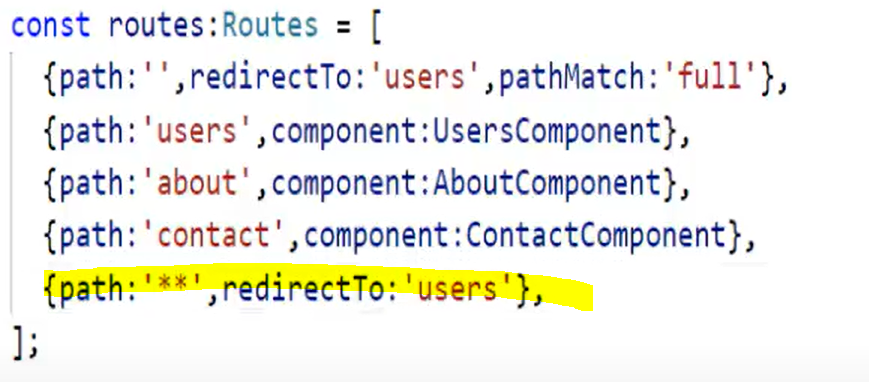 const routes:Routes = [
{path:'',redirectTo:'users',pathMatch:'full'},
{path:'users',component:UsersComponent},
{path:'about',component:AboutComponent},
{path:'contact',component:ContactComponent},
{path:'**',redirectTo:'users'},
];